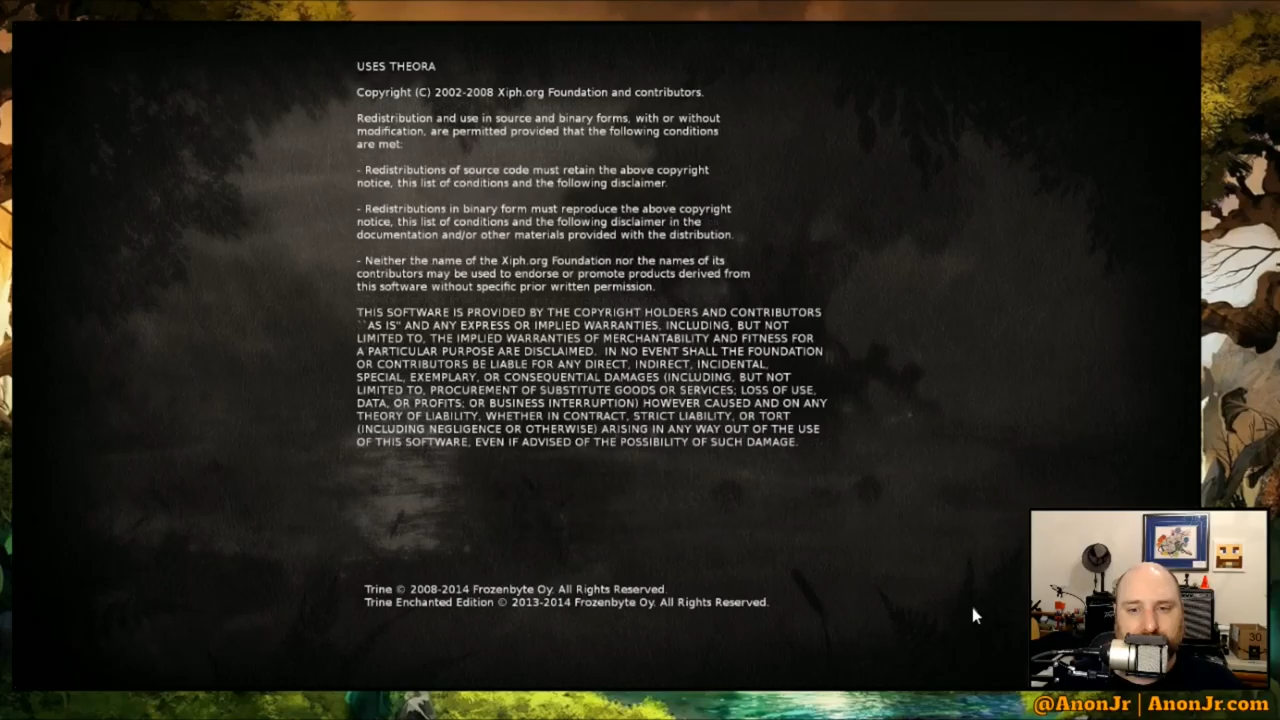 USES THEORA
Copyright (C) 2002-2008 Xiph.org Foundation and contributors.
Redistribution and use in source and binary forms, with or without
modification, are permitted provided that the following conditions
are met:
- Redistributions of source code must retain the above copyright
notice, this list of conditions and the following disclaimer.
- Redistributions in binary form must reproduce the above copyright
notice, this list of conditions and the following disclaimer in the
documentation and/or other materials provided with the distribution.
- Neither the name of the Xiph.org Foundation nor the names of its
contributors may be used to endorse or promote products derived from
this software without specific prior written permission.
THIS SOFTWARE IS PROVIDED BY THE COPYRIGHT HOLDERS AND CONTRIBUTORS
``AS IS" AND ANY EXPRESS OR IMPLIED WARRANTIES, INCLUDING, BUT NOT
LIMITED TO, THE IMPLIED WARRANTIES OF MERCHANTABILITY AND FITNESS FOR
A PARTICULAR PURPOSE ARE DISCLAIMED.  IN NO EVENT SHALL THE FOUNDATION
OR CONTRIBUTORS BE LIABLE FOR ANY DIRECT, INDIRECT, INCIDENTAL,
SPECIAL, EXEMPLARY, OR CONSEQUENTIAL DAMAGES (INCLUDING, BUT NOT
LIMITED TO, PROCUREMENT OF SUBSTITUTE GOODS OR SERVICES; LOSS OF USE,
DATA, OR PROFITS; OR BUSINESS INTERRUPTION) HOWEVER CAUSED AND ON ANY
THEORY OF LIABILITY, WHETHER IN CONTRACT, STRICT LIABILITY, OR TORT
(INCLUDING NEGLIGENCE OR OTHERWISE) ARISING IN ANY WAY OUT OF THE USE
OF THIS SOFTWARE, EVEN IF ADVISED OF THE POSSIBILITY OF SUCH DAMAGE.
Trine © 2008-2014 Frozenbyte Oy. All Rights Reserved.
Trine Enchanted Edition © 2013-2014 Frozenbyte Oy. All Rights Reserved.
30
@AnonJr | AnonJr.com